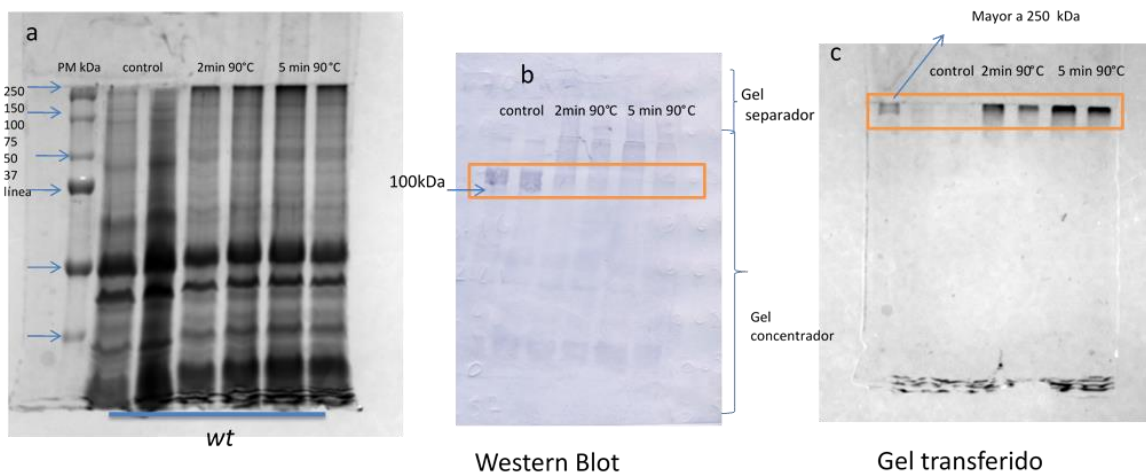 a
PM kDa
control
2min 90°C
5 min 90°C
250
150
100
75
50
37
línea
wt
b
control
2min 90°C
5 min 90°C
100kDa
Gel
separador
Gel
concentrador
Western Blot
Mayor a 250 kDa
c
control
2min 90°C
5 min 90°C
Gel transferido